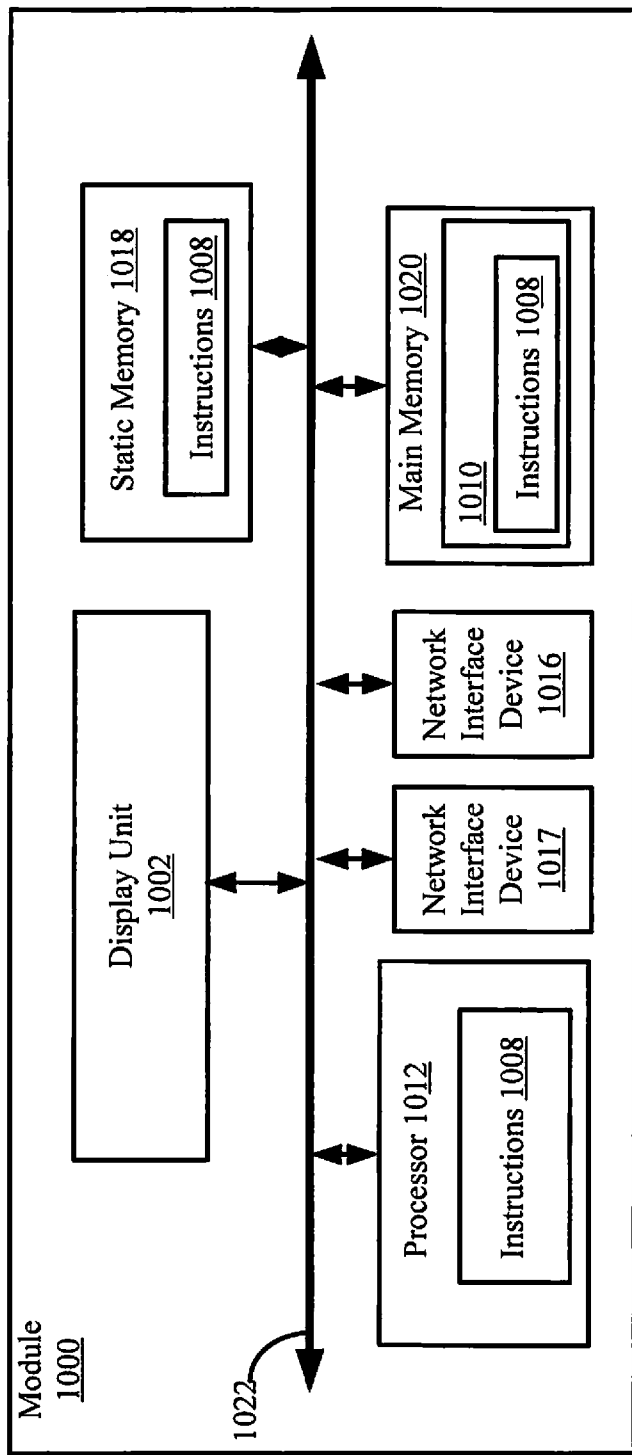 Module
1000
Display Unit
1002
Static Memory 1018
Instructions 1008
1022
Processor 1012
Instructions 1008
Network
Interface
Device
1017
Network
Interface
Device
1016
Main Memory 1020
1010
Instructions 1008